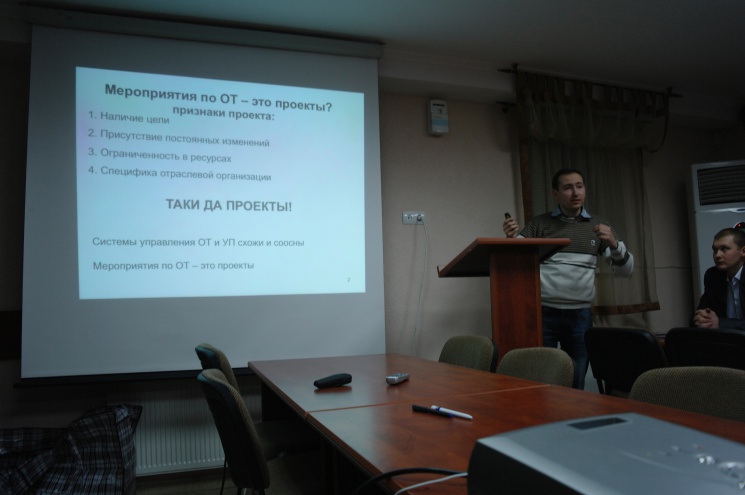 Мероприятия по ОТ – это проекты?
признаки проекта:
1. Наличие цели
2. Присутствие постоянных изменений
3. Ограниченность в ресурсах
4. Специфика отраслевой организации
ТАКИ ДА ПРОЕКТЫ!
Системы управления ОТ и УП схожи и соосны
Мероприятия по ОТ – это проекты
2